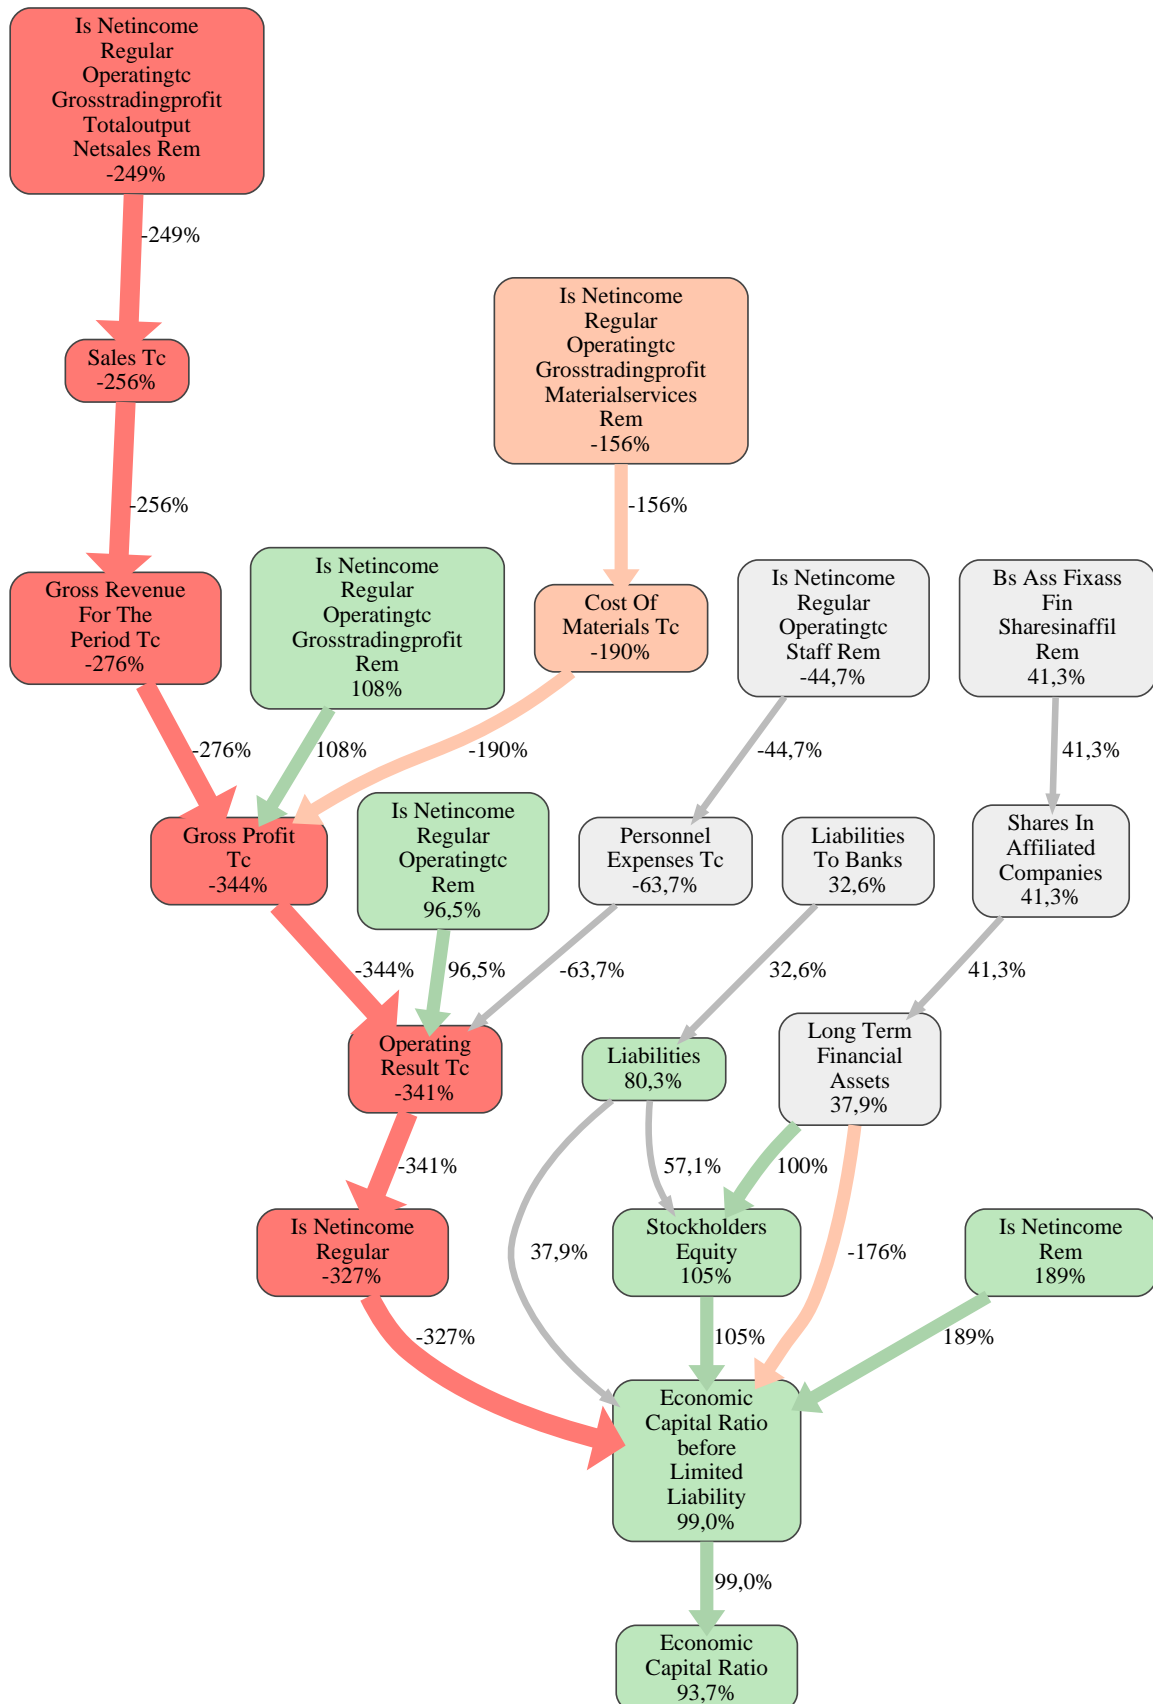 Is Netincome
Regular
Operatingtc
Grosstradingprofit
Totaloutput
Netsales Rem
-249%
-249%
Is Netincome
Regular
Operatingtc
Grosstradingprofit
Materialservices
Rem
-156%
Sales Tc
-256%
-256%
-156%
Is Netincome
Regular
Operatingtc
Grosstradingprofit
Rem
108%
Is Netincome
Regular
Operatingtc
Staff Rem
-44,7%
Bs Ass Fixass
Fin
Sharesinaffil
Rem
41,3%
Gross Revenue
For The
Period Tc
-276%
Cost Of
Materials Tc
-190%
-276%
108%
-190%
-44,7%
41,3%
Gross Profit
Tc
-344%
Is Netincome
Regular
Operatingtc
Rem
96,5%
Personnel
Expenses Tc
-63,7%
Liabilities
To Banks
32,6%
Shares In
Affiliated
Companies
41,3%
-344%
96,5%
-63,7%
32,6%
41,3%
Operating
Result Tc
-341%
Liabilities
80,3%
Long Term
Financial
Assets
37,9%
-341%
57,1%
100%
Is Netincome
Regular
-327%
37,9%
Stockholders
Equity
105%
-176%
Is Netincome
Rem
189%
-327%
105%
189%
Economic
Capital Ratio
before
Limited
Liability
99,0%
99,0%
Economic
Capital Ratio
93,7%